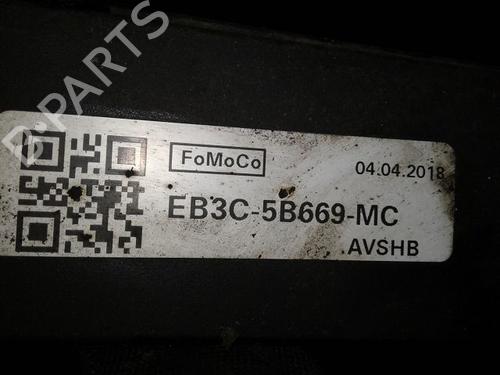 B-PARTS
FoMoCo
04.04.2018
EB3C-5B669-MC
AVSHB